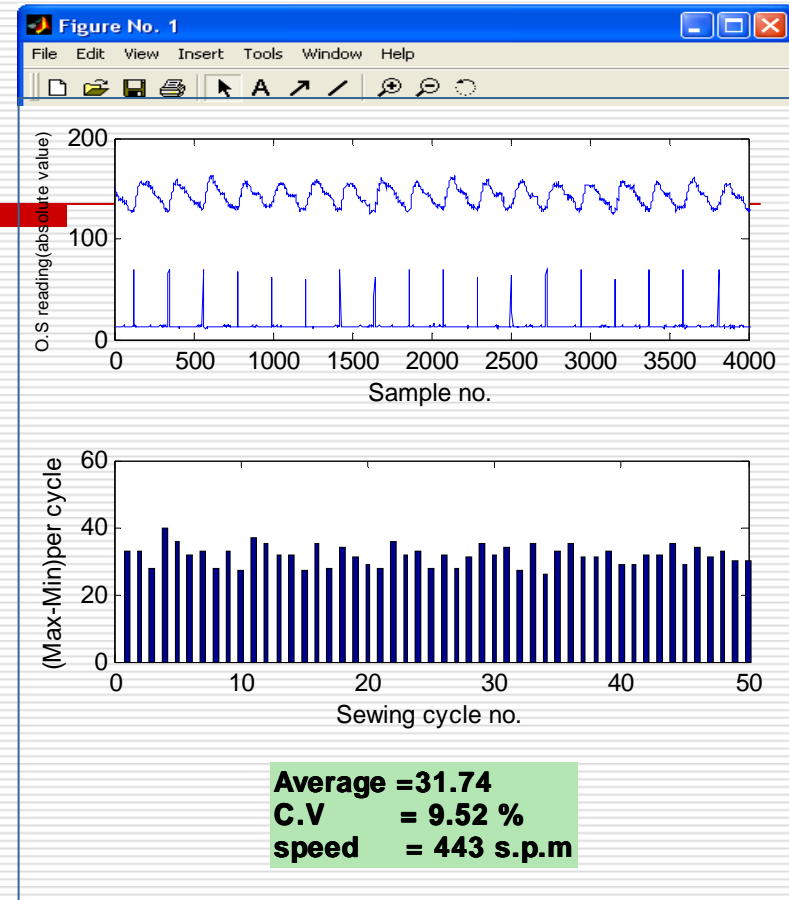 Figure No. 1
File Edit View Insert Tools Window Help
A
200
100
0
O.S reading(absolute value)
0 500 1000 1500 2000 2500 3000 3500 4000
Sample no.
60
40
20
0
(Max-Min)per cycle
0 10 20 30 40 50
Sewing cycle no.
Average =31.74
C.V = 9.52 %
speed = 443 s.p.m